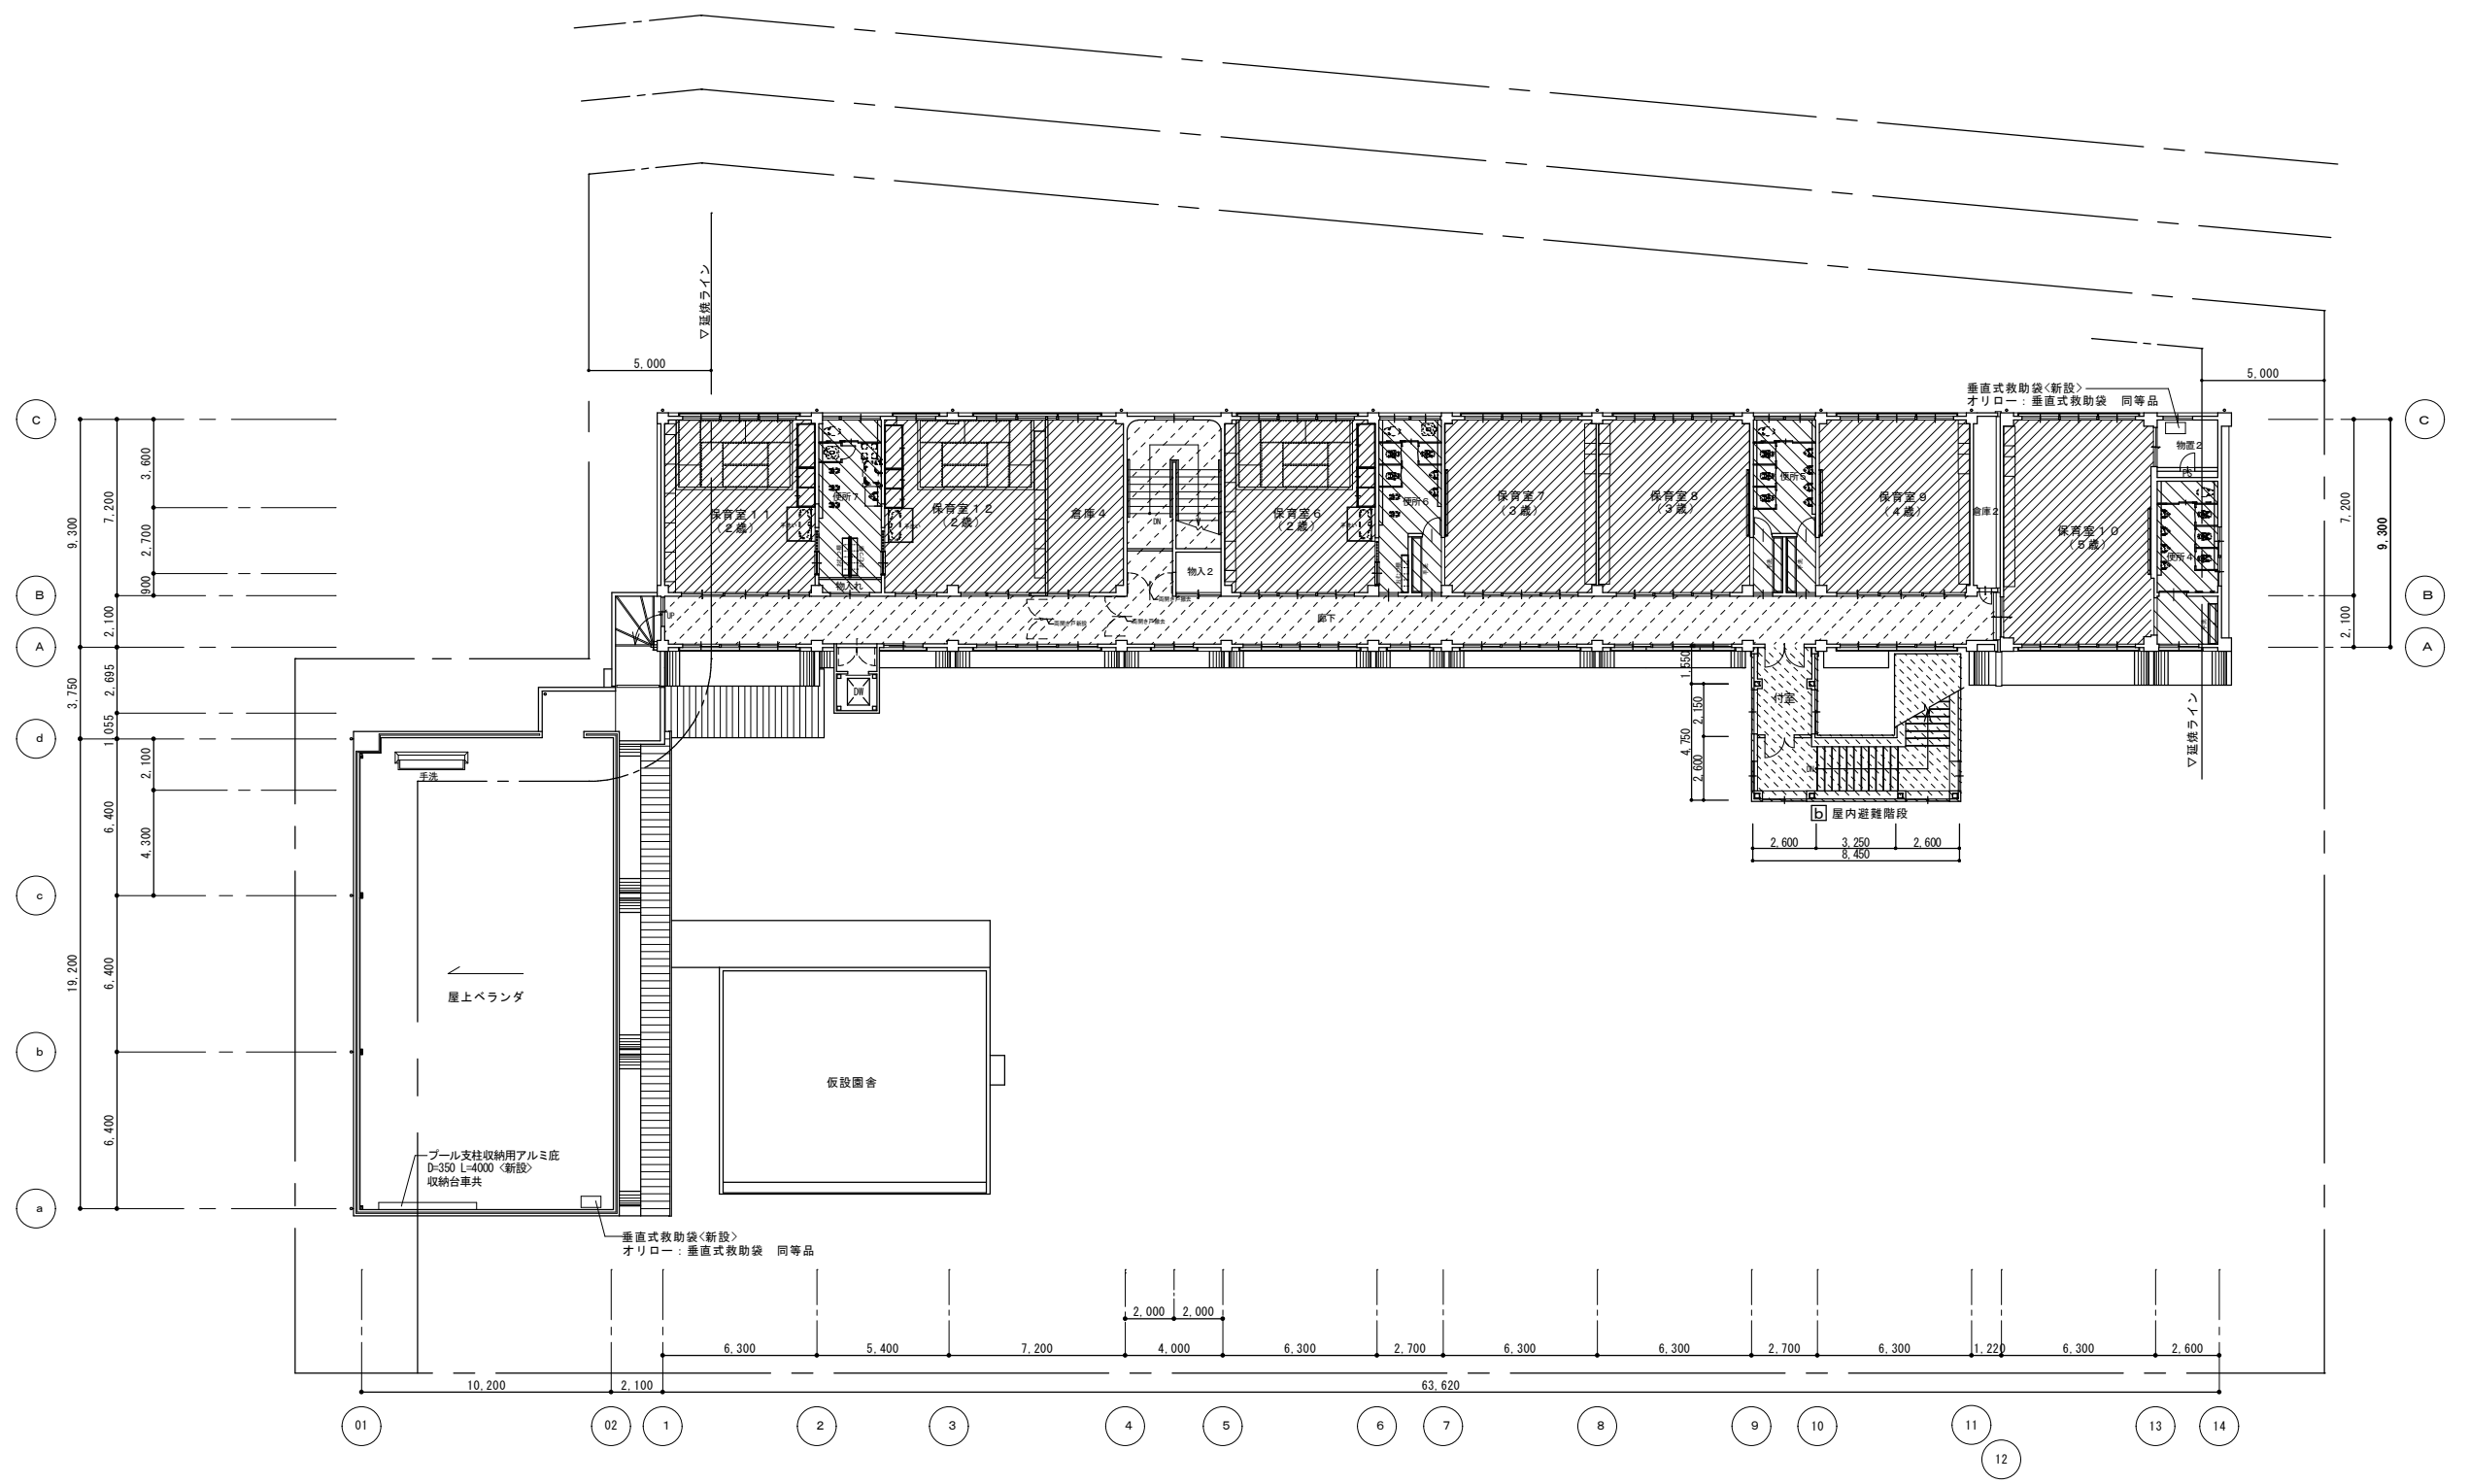 ▽延焼ライン
5,000
5,000
垂直式救助袋<新設>
オリロー：垂直式救助袋　同等品
C
C
B
B
A
A
d
c
b
a
9,300
3,750
19,200
7,200
2,100
2,695
1,055
6,400
6,400
6,400
3,600
2,700
900
2,100
4,300
7,200
2,100
9,300
保育室１１
（２歳）
便所７
物入れ
保育室１２
（２歳）
倉庫４
DN
物入２
保育室６
（２歳）
便所６
保育室７
（３歳）
保育室８
（３歳）
便所５
保育室９
（４歳）
倉庫２
保育室１０
（５歳）
物置２
PS
便所４
UP
廊下
DW
付室
DN
1,550
4,750
2,150
2,600
b 屋内避難階段
2,600
3,250
2,600
8,450
▽延焼ライン
手洗
屋上ベランダ
仮設園舎
プール支柱収納用アルミ庇
D=350 L=4000 <新設>
収納台車共
垂直式救助袋<新設>
オリロー：垂直式救助袋　同等品
2,000
2,000
6,300
5,400
7,200
4,000
6,300
2,700
6,300
6,300
2,700
6,300
1,220
6,300
2,600
10,200
2,100
63,620
01
02
1
2
3
4
5
6
7
8
9
10
11
12
13
14